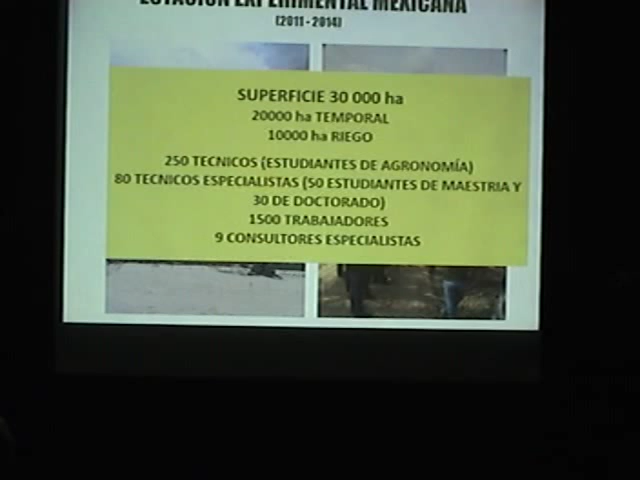 ESTACION EXPERIMENTAL MEXICANA
(2011 - 2014)
SUPERFICIE 30 000 ha
20000 ha TEMPORAL
10000 ha RIEGO
250 TECNICOS (ESTUDIANTES DE AGRONOMÍA)
80 TECNICOS ESPECIALISTAS (50 ESTUDIANTES DE MAESTRIA Y
30 DE DOCTORADO)
1500 TRABAJADORES
9 CONSULTORES ESPECIALISTAS